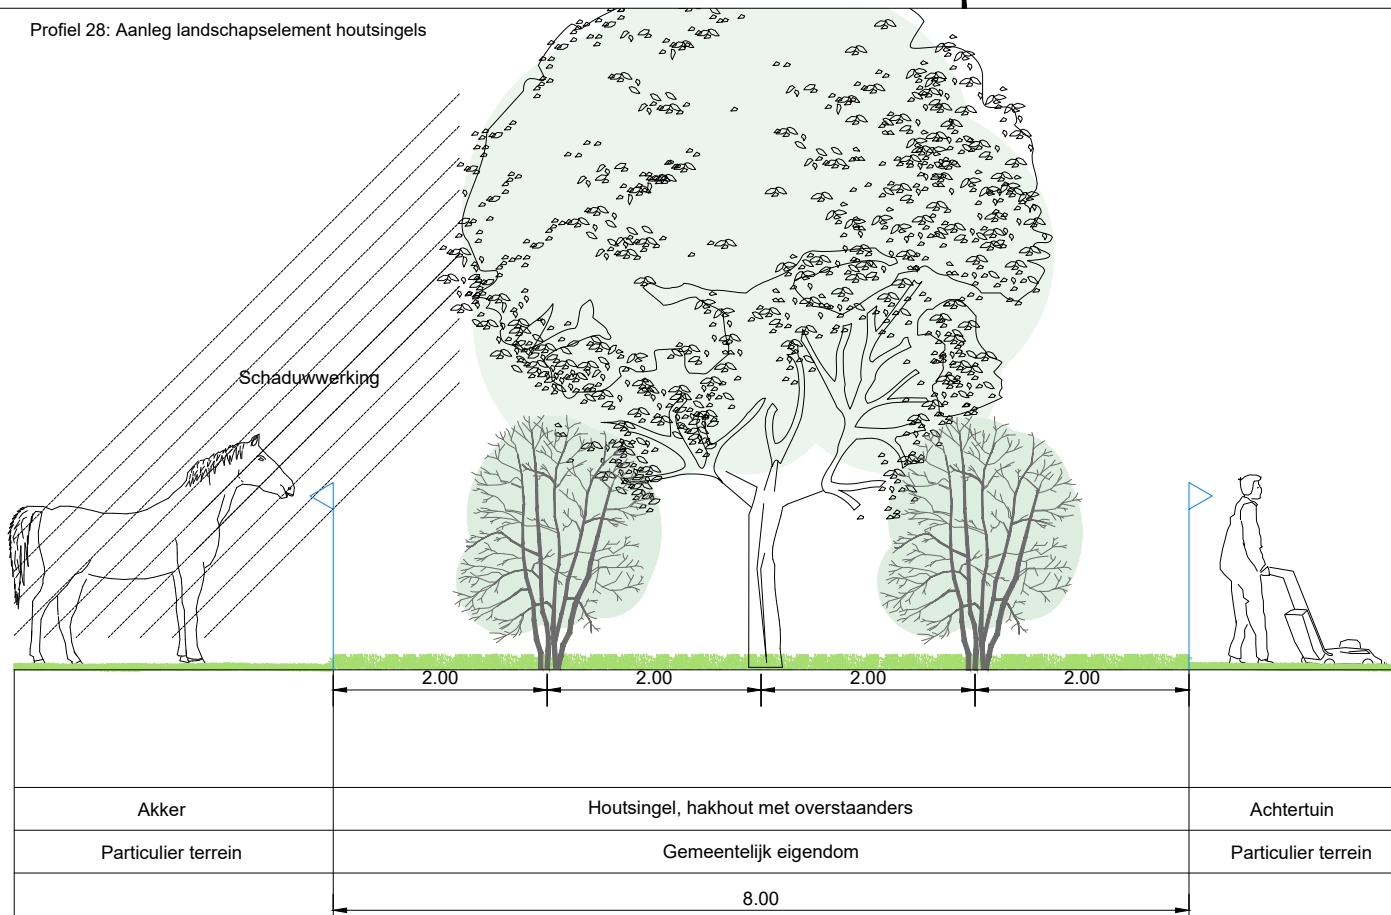 Profiel 28: Aanleg landschapselement houtsingels
Schaduwwerking
2.00 2.00 2.00 2.00
Akker Houtsingel, hakhout met overstaanders Achtertuin
Particulier terrein Gemeentelijk eigendom Particulier terrein
8.00